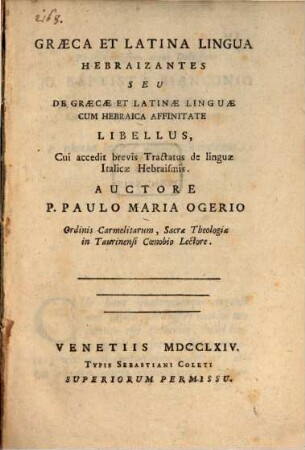 2168.
GRÆCA ET LATINA LINGUA
HEBRAIZANTES
SEU
DE GRÆCÆ ET LATINÆ LINGUÆ
CUM HEBRAICA AFFINITATE
LIBELLUS,
Cui accedit brevis Tractatus de linguæ
Italicæ Hebraiſmis.
AUCTORE
P. PAULO MARIA OGERIO
Ordinis Carmelitarum, Sacræ Theologiæ
in Taurinenſi Cœnobio Lectore.
VENETIIS MDCCLXIV.
TYPIS SEBASTIANI COLETI
SUPERIORUM PERMISSU.